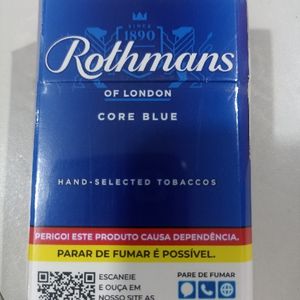 SINCE
1890
Rothmans
OF LONDON
CORE BLUE
HAND-SELECTED TOBACCOS
PERIGO! ESTE PRODUTO CAUSA DEPENDÊNCIA.
PARAR DE FUMAR É POSSÍVEL.
ESCANEIE
E OUÇA EM
NOSSO SITE AS
PARE DE FUMAR